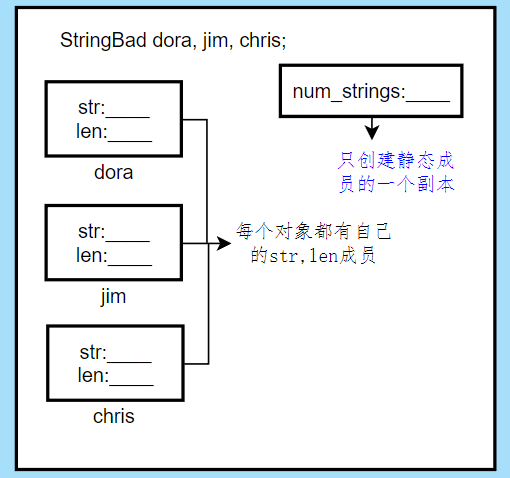 StringBad dora, jim, chris;
str:____
len:____
dora
num_strings:____
只创建静态成
员的一个副本
str:____
len:____
jim
每个对象都有自己
的str,len成员
str:____
len:____
chris